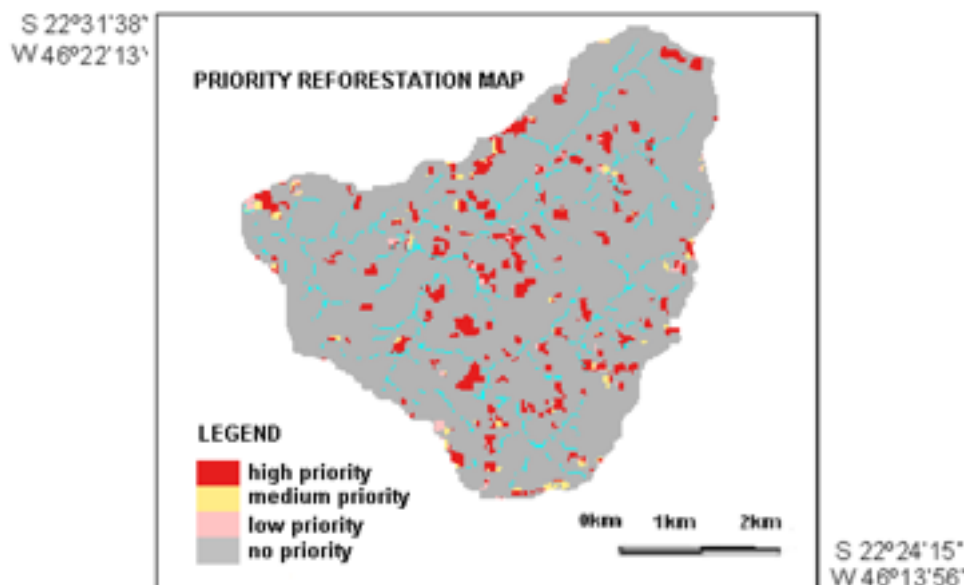 S 22º31'38"
W 46º22'13"
PRIORITY REFORESTATION MAP
LEGEND
high priority
medium priority
low priority
no priority
0km 1km 2km
S 22º24'15"
W 46º13'56"